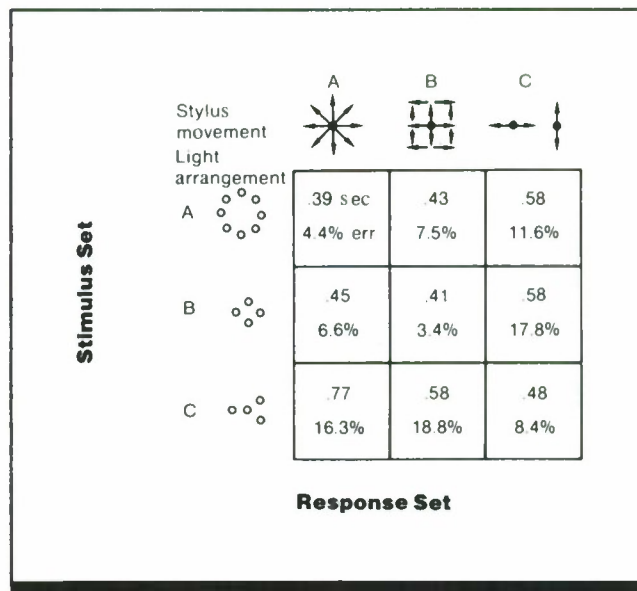 A B C
Stylus
movement
Light
arrangement
A .39 sec .43 .58
4.4% err 7.5% 11.6%
B .45 .41 .58
6.6% 3.4% 17.8%
C .77 .58 .48
16.3% 18.8% 8.4%
Stimulus Set
Response Set